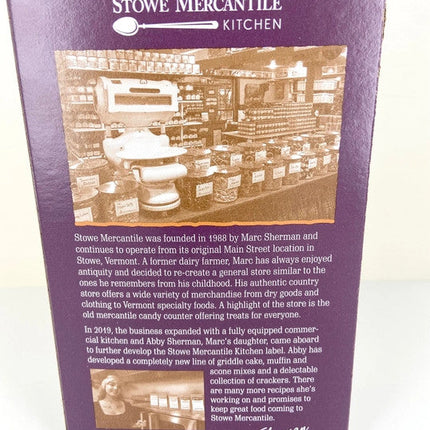 STOWE MERCANTILE
KITCHEN
Stowe Mercantile was founded in 1988 by Marc Sherman and
continues to operate from its original Main Street location in
Stowe, Vermont. A former dairy farmer, Marc has always enjoyed
antiquity and decided to re-create a general store similar to the
ones he remembers from his childhood. His authentic country
store offers a wide variety of merchandise from dry goods and
clothing to Vermont specialty foods. A highlight of the store is the
old mercantile candy counter offering treats for everyone.
In 2019, the business expanded with a fully equipped commer-
cial kitchen and Abby Sherman, Marc's daughter, came aboard
to further develop the Stowe Mercantile Kitchen label. Abby has
developed a completely new line of griddle cake, muffin and
scone mixes and a delectable
collection of crackers. There
are many more recipes she's
working on and promises to
keep great food coming to
Stowe Mercantile.